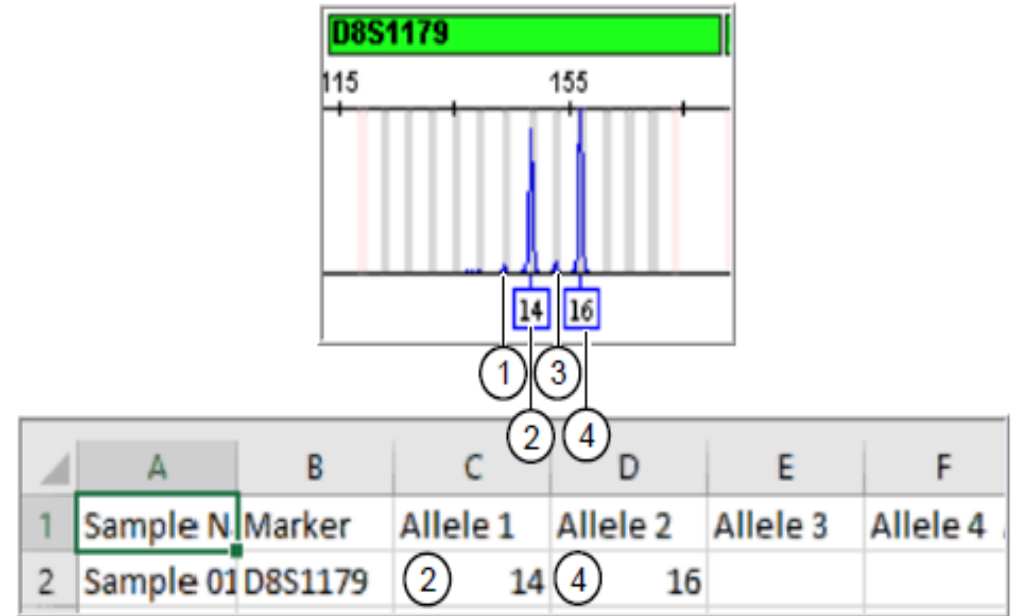 D8S1179
115 155
14 16
1 3
2 4
A B C D E F
1 Sample N Marker Allele 1 Allele 2 Allele 3 Allele 4
2 Sample 01 D8S1179 2 14 4 16